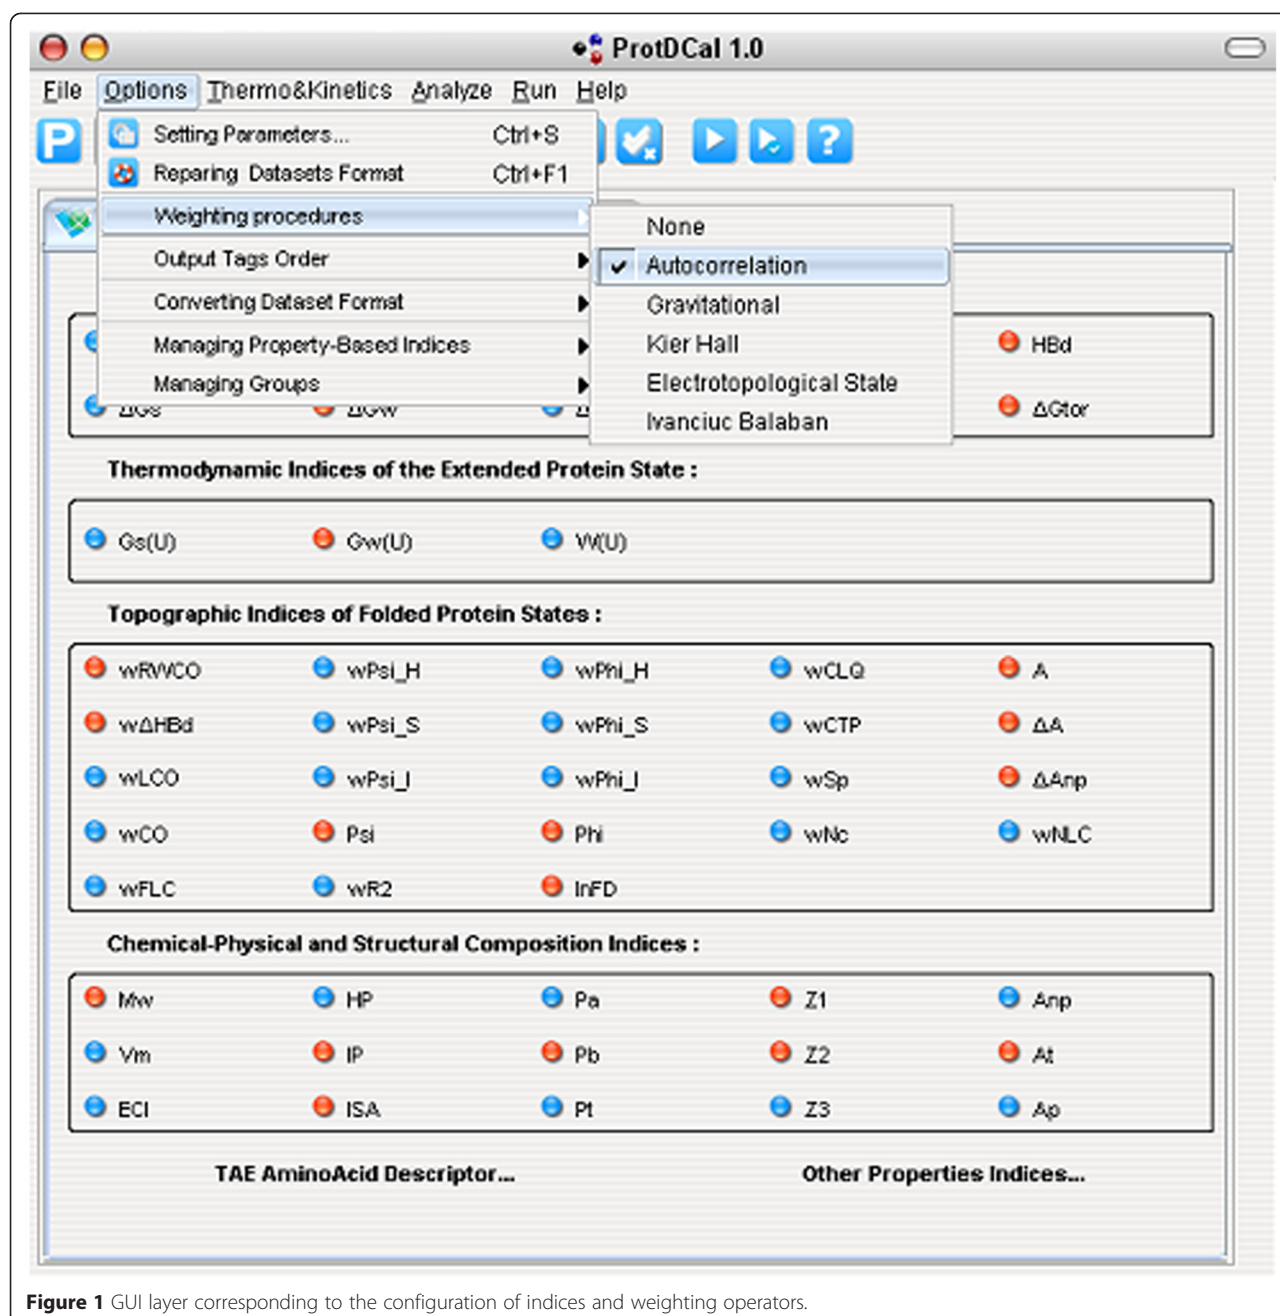 ProtDCal 1.0
File Options Thermo&Kinetics Analyze Run Help
P ?
Setting Parameters... Ctrl+S
Reparing Datasets Format Ctrl+F1
Weighting procedures
Output Tags Order
Converting Dataset Format
Managing Property-Based Indices
Managing Groups
None
Autocorrelation
Gravitational
Kier Hall
Electrotopological State
Ivanciuc Balaban
HBd
ΔGs ΔGw ΔGtor
Thermodynamic Indices of the Extended Protein State :
Gs(U) Gw(U) W(U)
Topographic Indices of Folded Protein States :
wRWCO wPsi_H wPhi_H wCLQ A
wΔHBd wPsi_S wPhi_S wCTP ΔA
wLCO wPsi_I wPhi_I wSp ΔAnp
wCO Psi Phi wNc wNLC
wFLC wR2 lnFD
Chemical-Physical and Structural Composition Indices :
Mw HP Pa Z1 Anp
Vm IP Pb Z2 At
ECI ISA Pt Z3 Ap
TAE AminoAcid Descriptor... Other Properties Indices...
Figure 1 GUI layer corresponding to the configuration of indices and weighting operators.